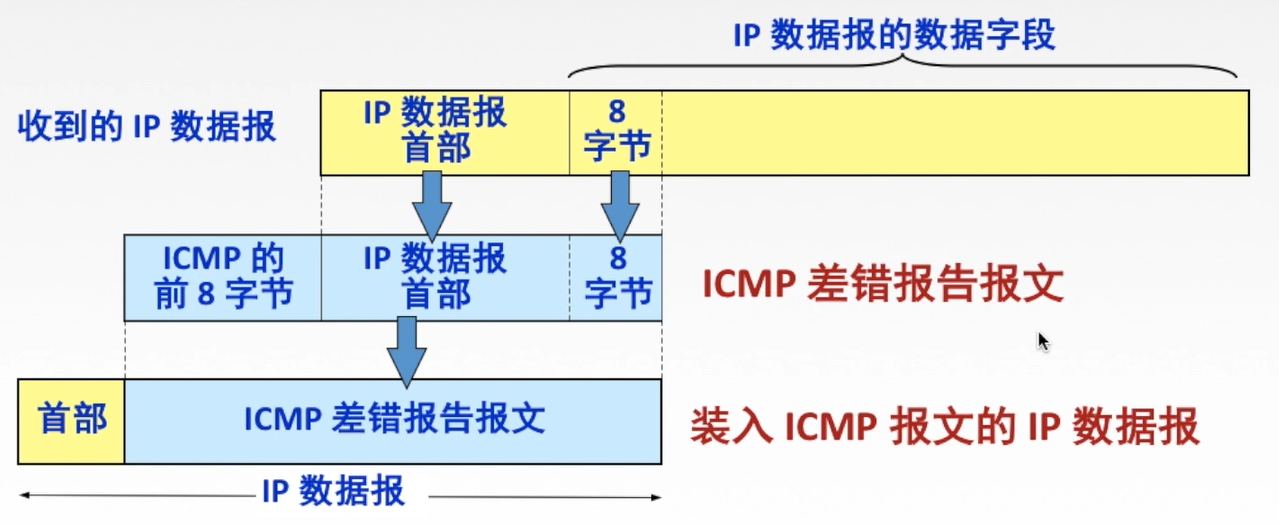 IP 数据报的数据字段
收到的 IP 数据报
IP 数据报
首部
8
字节
ICMP 的
前 8 字节
IP 数据报
首部
8
字节
ICMP 差错报告报文
首部
ICMP 差错报告报文
装入 ICMP 报文的 IP 数据报
IP 数据报